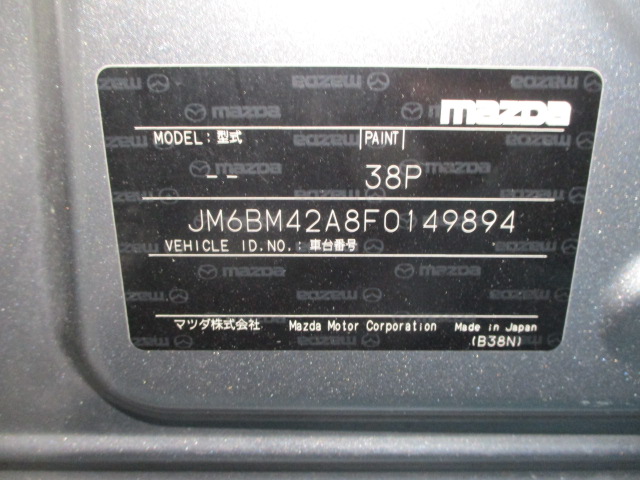 mazda
MODEL：型式 PAINT
-- 38P
JM6BM42A8F0149894
VEHICLE ID.NO.：車台番号
マツダ株式会社 Mazda Motor Corporation Made in Japan
(B38N)